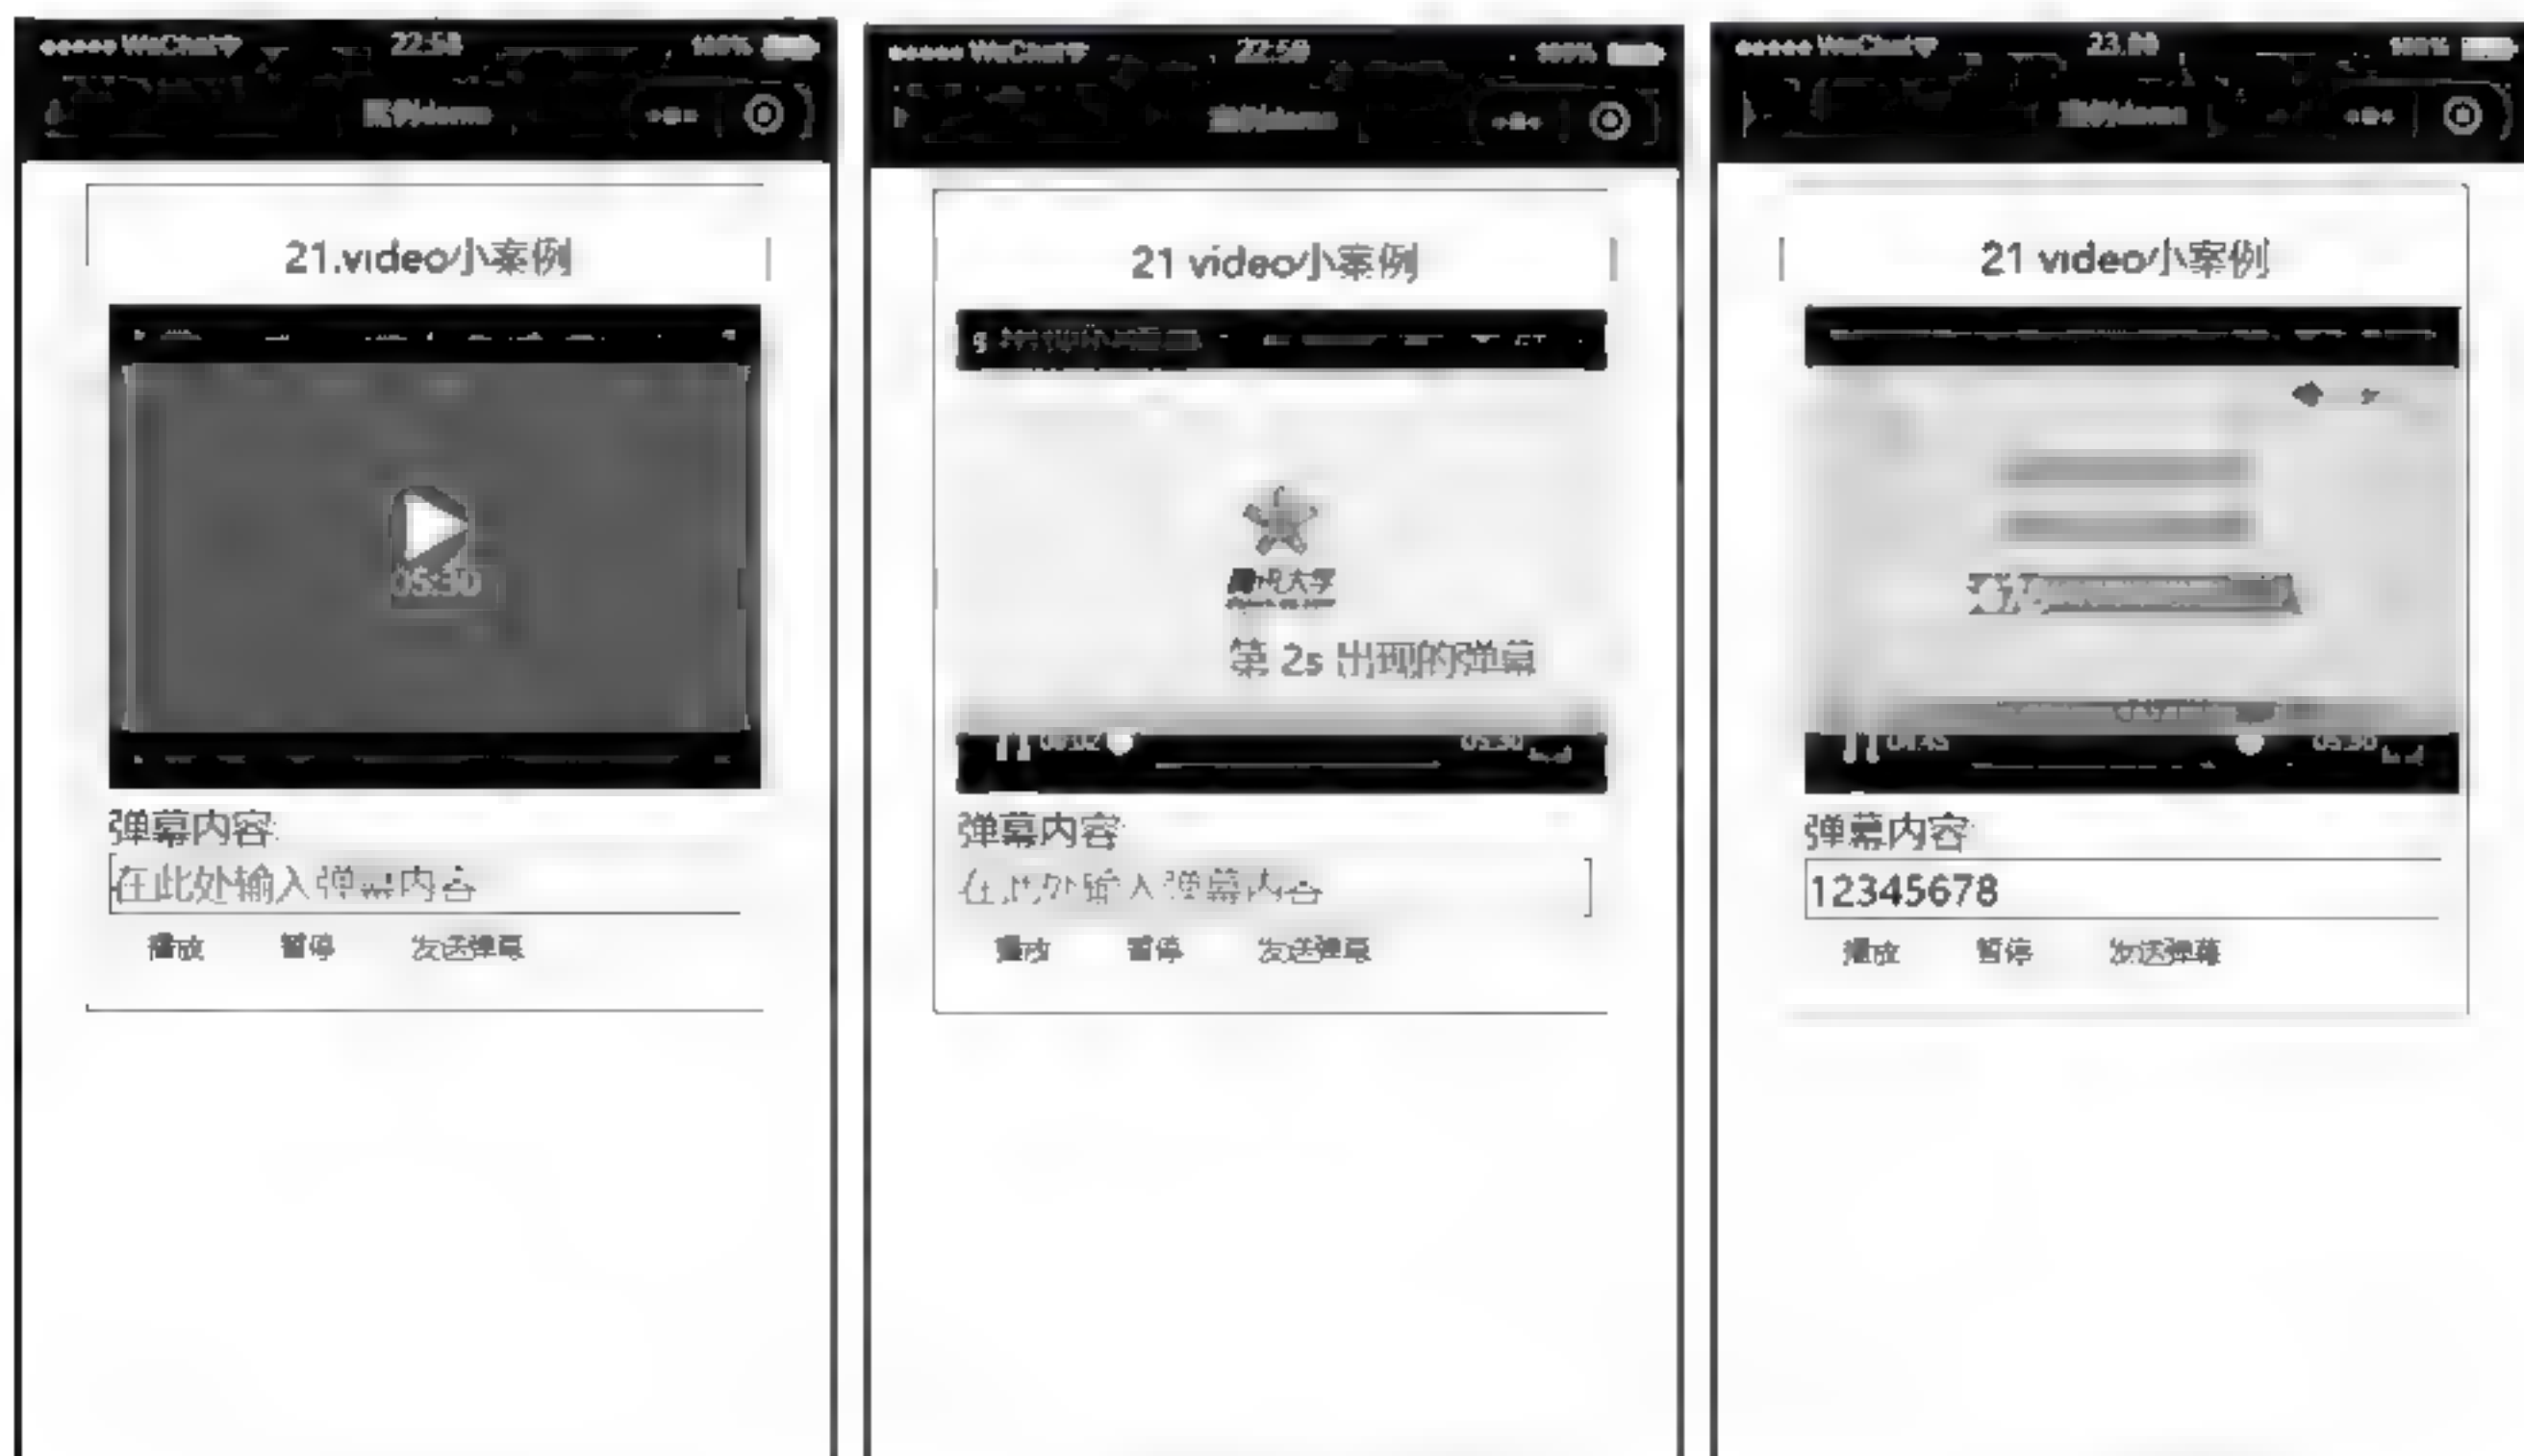 WeChat 22:58 100%
21.video小案例
05:30
弹幕内容:
在此处输入弹幕内容
播放 暂停 发送弹幕
WeChat 22:59 100%
21 video小案例
第 2s 出现的弹幕
00:02 05:30
弹幕内容
在此处输入弹幕内容
播放 暂停 发送弹幕
WeChat 100%
21 video小案例
05:30
弹幕内容
12345678
播放 暂停 发送弹幕